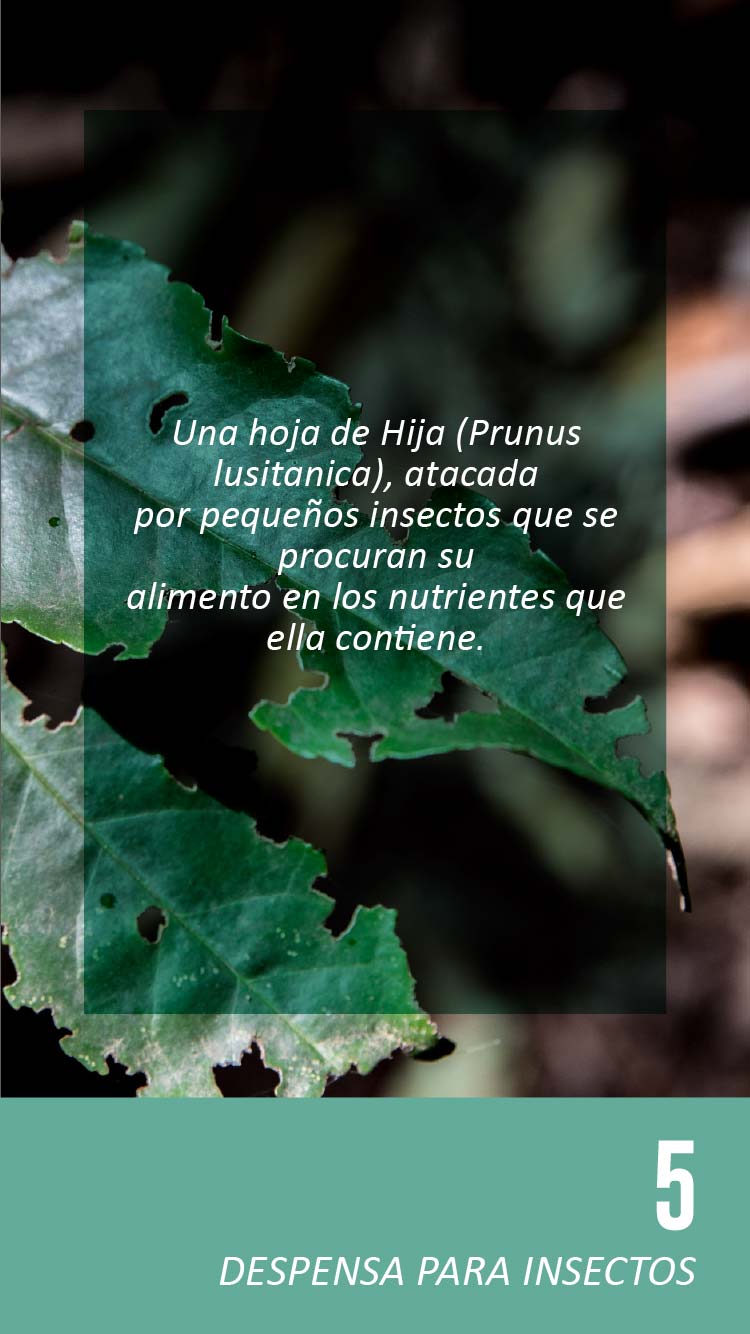 Una hoja de Hija (Prunus
lusitanica), atacada
por pequeños insectos que se
procuran su
alimento en los nutrientes que
ella contiene.
5
DESPENSA PARA INSECTOS